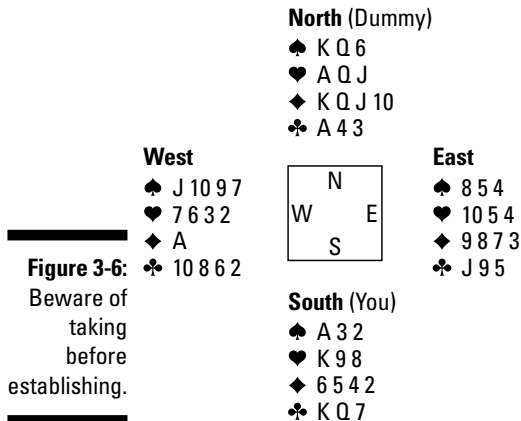 North (Dummy)
♠ K Q 6
♥ A Q J
♦ K Q J 10
♣ A 4 3
West
♠ J 10 9 7
♥ 7 6 3 2
♦ A
♣ 10 8 6 2
N
W E
S
East
♠ 8 5 4
♥ 10 5 4
♦ 9 8 7 3
♣ J 9 5
South (You)
♠ A 3 2
♥ K 9 8
♦ 6 5 4 2
♣ K Q 7
Figure 3-6:
Beware of
taking
before
establishing.